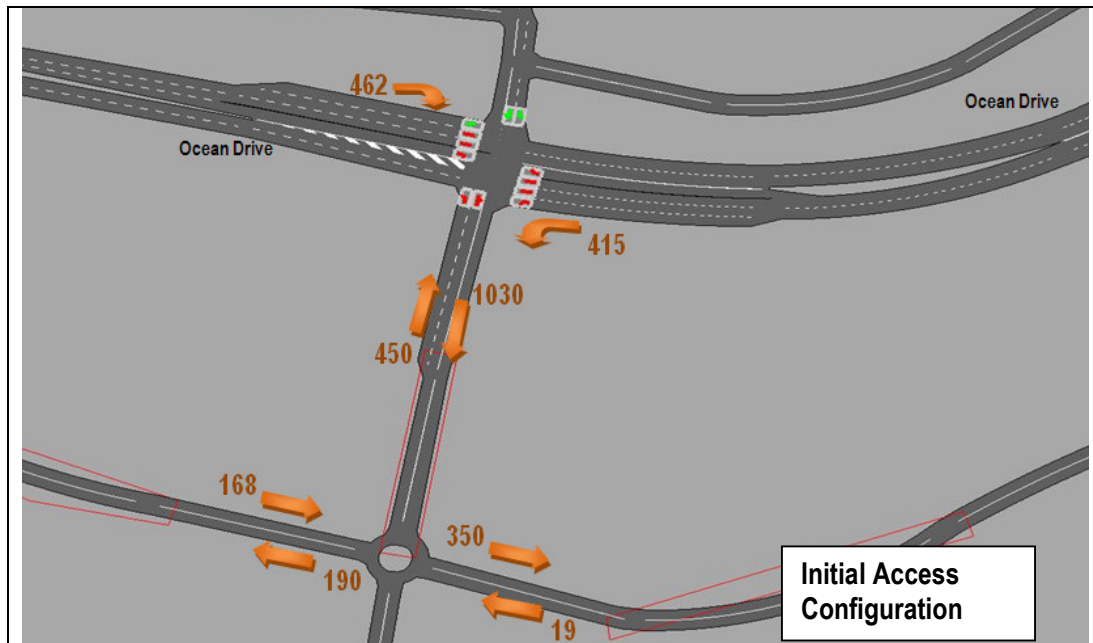 462
Ocean Drive
Ocean Drive
415
1030
450
168
350
190
19
Initial Access
Configuration